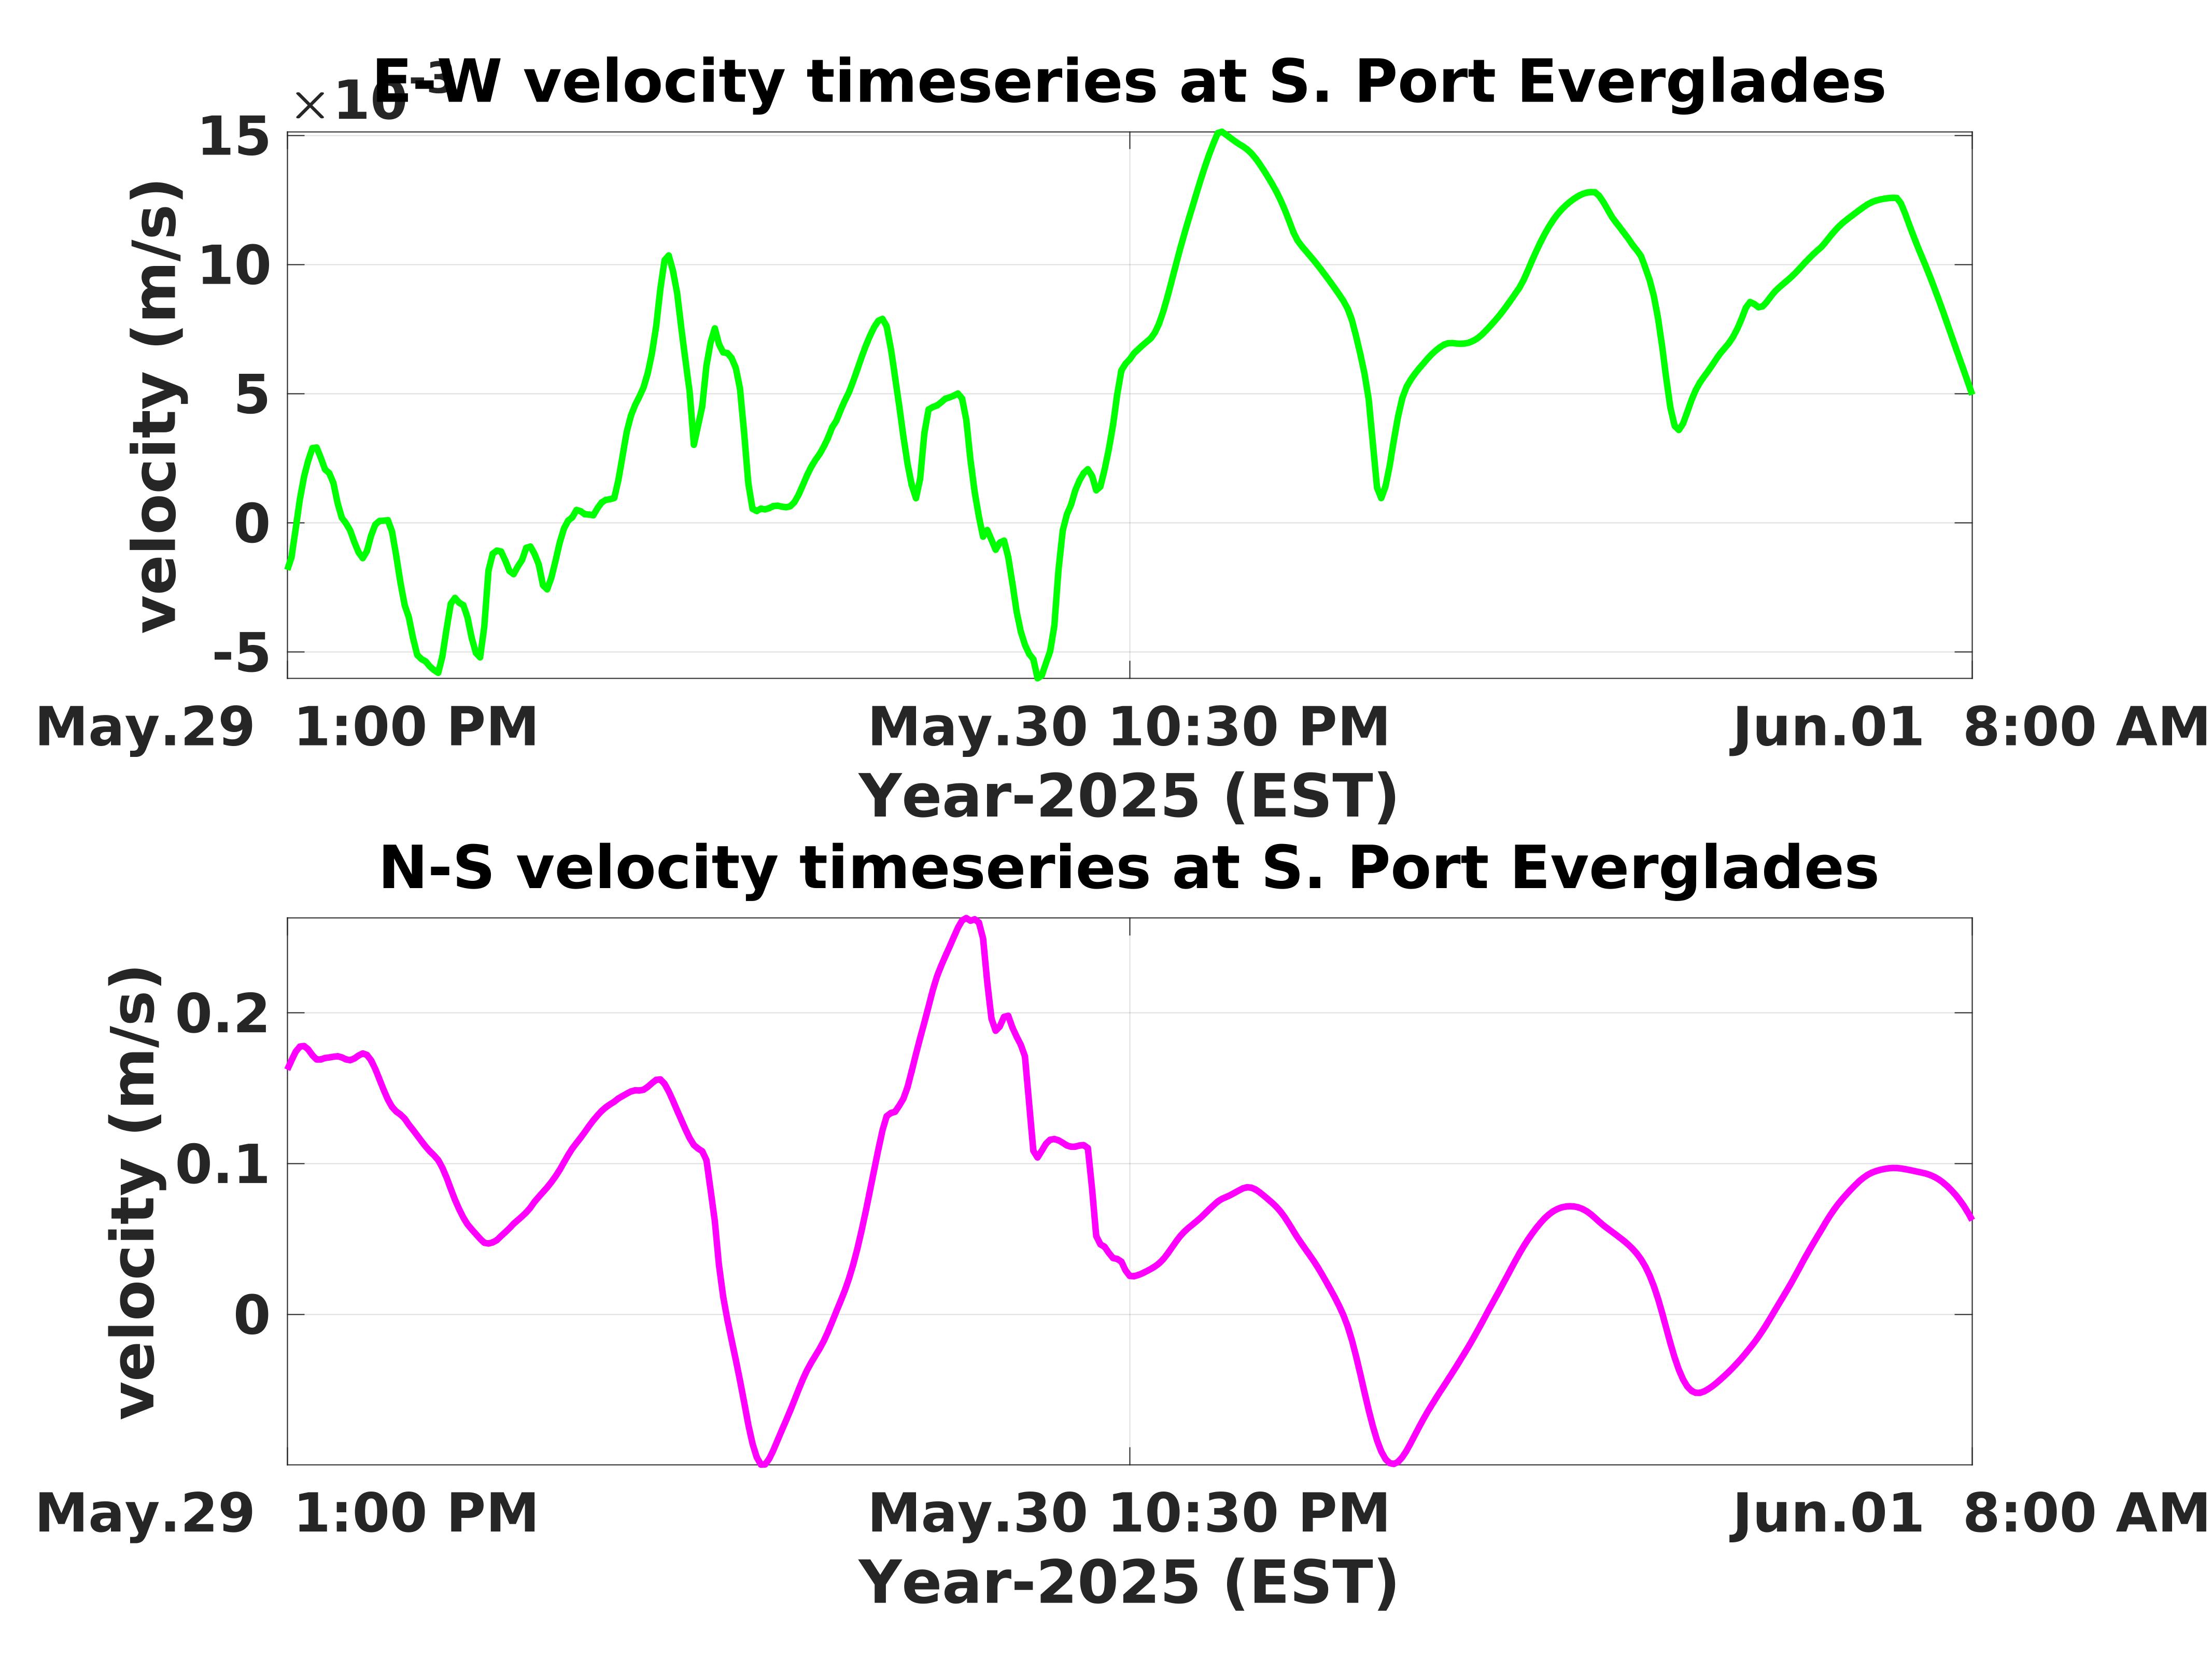 E-W velocity timeseries at S. Port Everglades
×10-3
15
10
5
0
-5
velocity (m/s)
May.29 1:00 PM May.30 10:30 PM Jun.01 8:00 AM
Year-2025 (EST)
N-S velocity timeseries at S. Port Everglades
0.2
0.1
0
velocity (m/s)
May.29 1:00 PM May.30 10:30 PM Jun.01 8:00 AM
Year-2025 (EST)